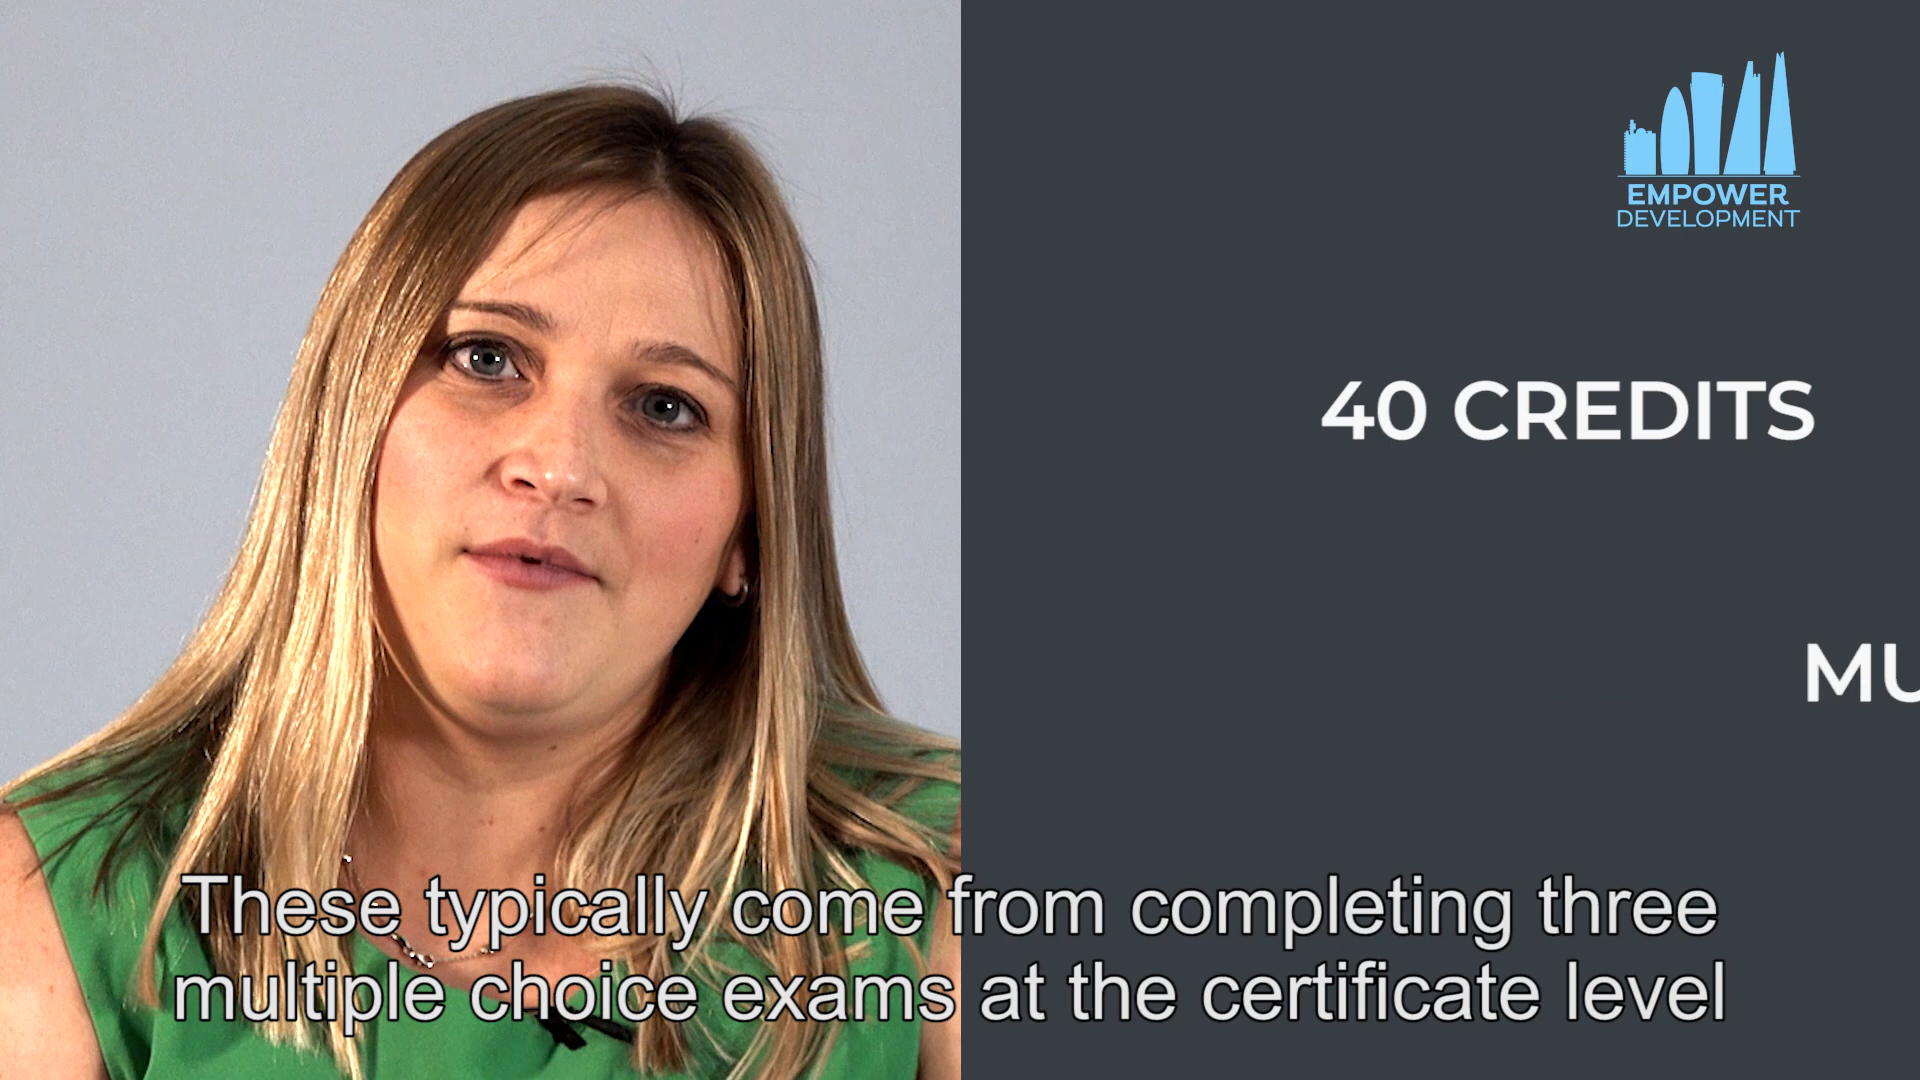 EMPOWER
DEVELOPMENT
40 CREDITS
MU
These typically come from completing three
multiple choice exams at the certificate level